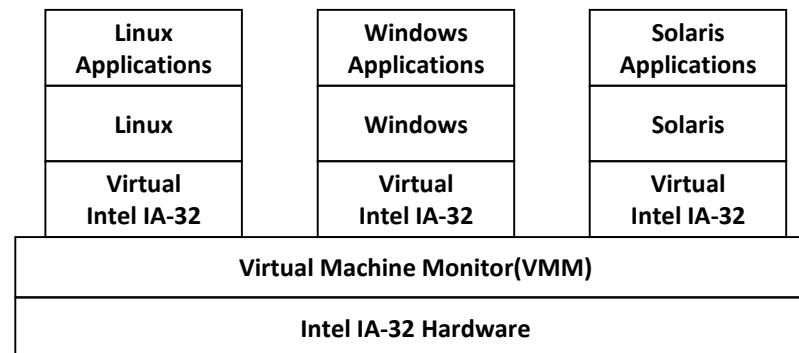 Linux
Applications
Windows
Applications
Solaris
Applications
Linux
Windows
Solaris
Virtual
Intel IA-32
Virtual
Intel IA-32
Virtual
Intel IA-32
Virtual Machine Monitor(VMM)
Intel IA-32 Hardware